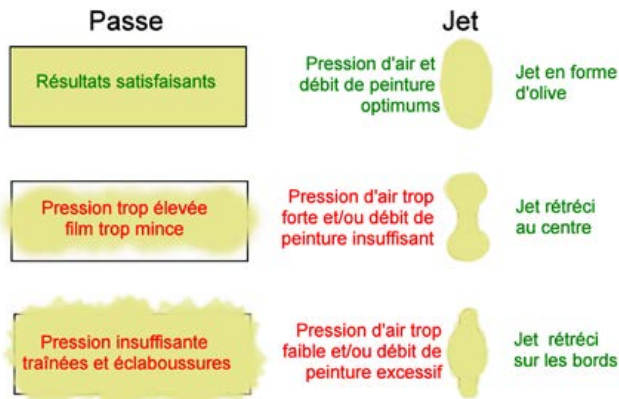 Passe
Jet
Résultats satisfaisants
Pression d'air et
débit de peinture
optimums
Jet en forme
d'olive
Pression trop élevée
film trop mince
Pression d'air trop
forte et/ou débit de
peinture insuffisant
Jet rétréci
au centre
Pression insuffisante
traînées et éclaboussures
Pression d'air trop
faible et/ou débit de
peinture excessif
Jet rétréci
sur les bords